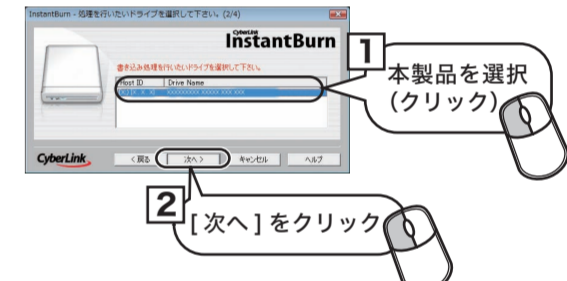 InstantBurn - 処理を行いたいドライブを選択して下さい。(2/4)
CyberLink
InstantBurn
書き込み処理を行いたいドライブを選択して下さい。
Host ID Drive Name
XXXXXXXXXX XXXXX XXX XXX
1
本製品を選択
(クリック)
CyberLink
< 戻る 次へ > キャンセル ヘルプ
2
[ 次へ ] をクリック